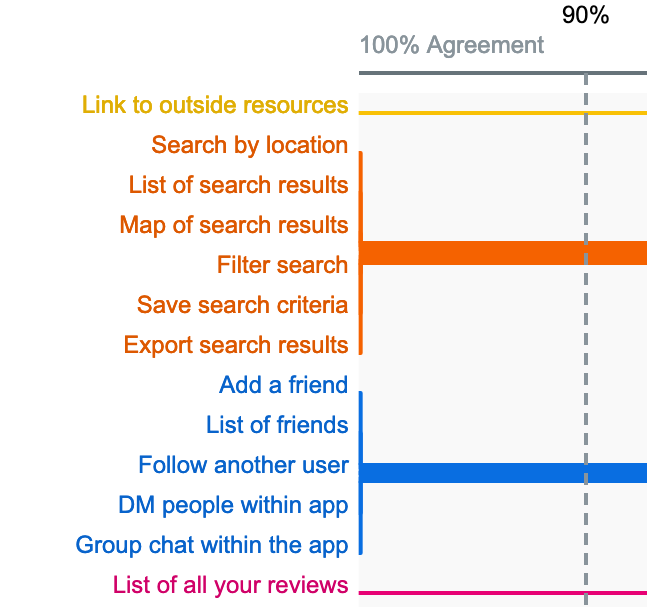 90%
100% Agreement
Link to outside resources
Search by location
List of search results
Map of search results
Filter search
Save search criteria
Export search results
Add a friend
List of friends
Follow another user
DM people within app
Group chat within the app
List of all your reviews